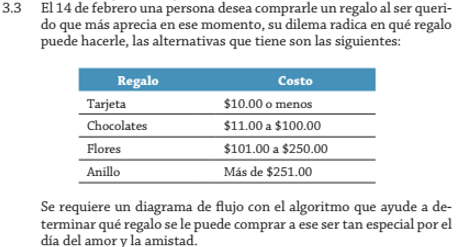 3.3 El 14 de febrero una persona desea comprarle un regalo al ser queri-
do que más aprecia en ese momento, su dilema radica en qué regalo
puede hacerle, las alternativas que tiene son las siguientes:
Regalo Costo
Tarjeta $10.00 o menos
Chocolates $11.00 a $100.00
Flores $101.00 a $250.00
Anillo Más de $251.00
Se requiere un diagrama de flujo con el algoritmo que ayude a de-
terminar qué regalo se le puede comprar a ese ser tan especial por el
día del amor y la amistad.